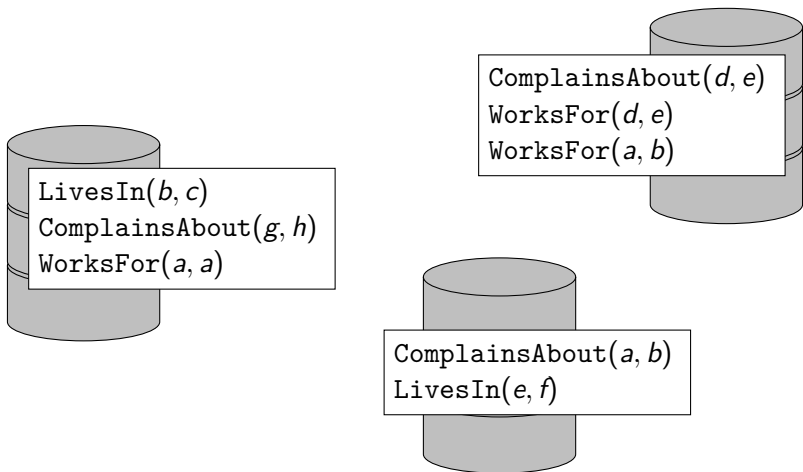 ComplainsAbout(d, e)
WorksFor(d, e)
WorksFor(a, b)
LivesIn(b, c)
ComplainsAbout(g, h)
WorksFor(a, a)
ComplainsAbout(a, b)
LivesIn(e, f)